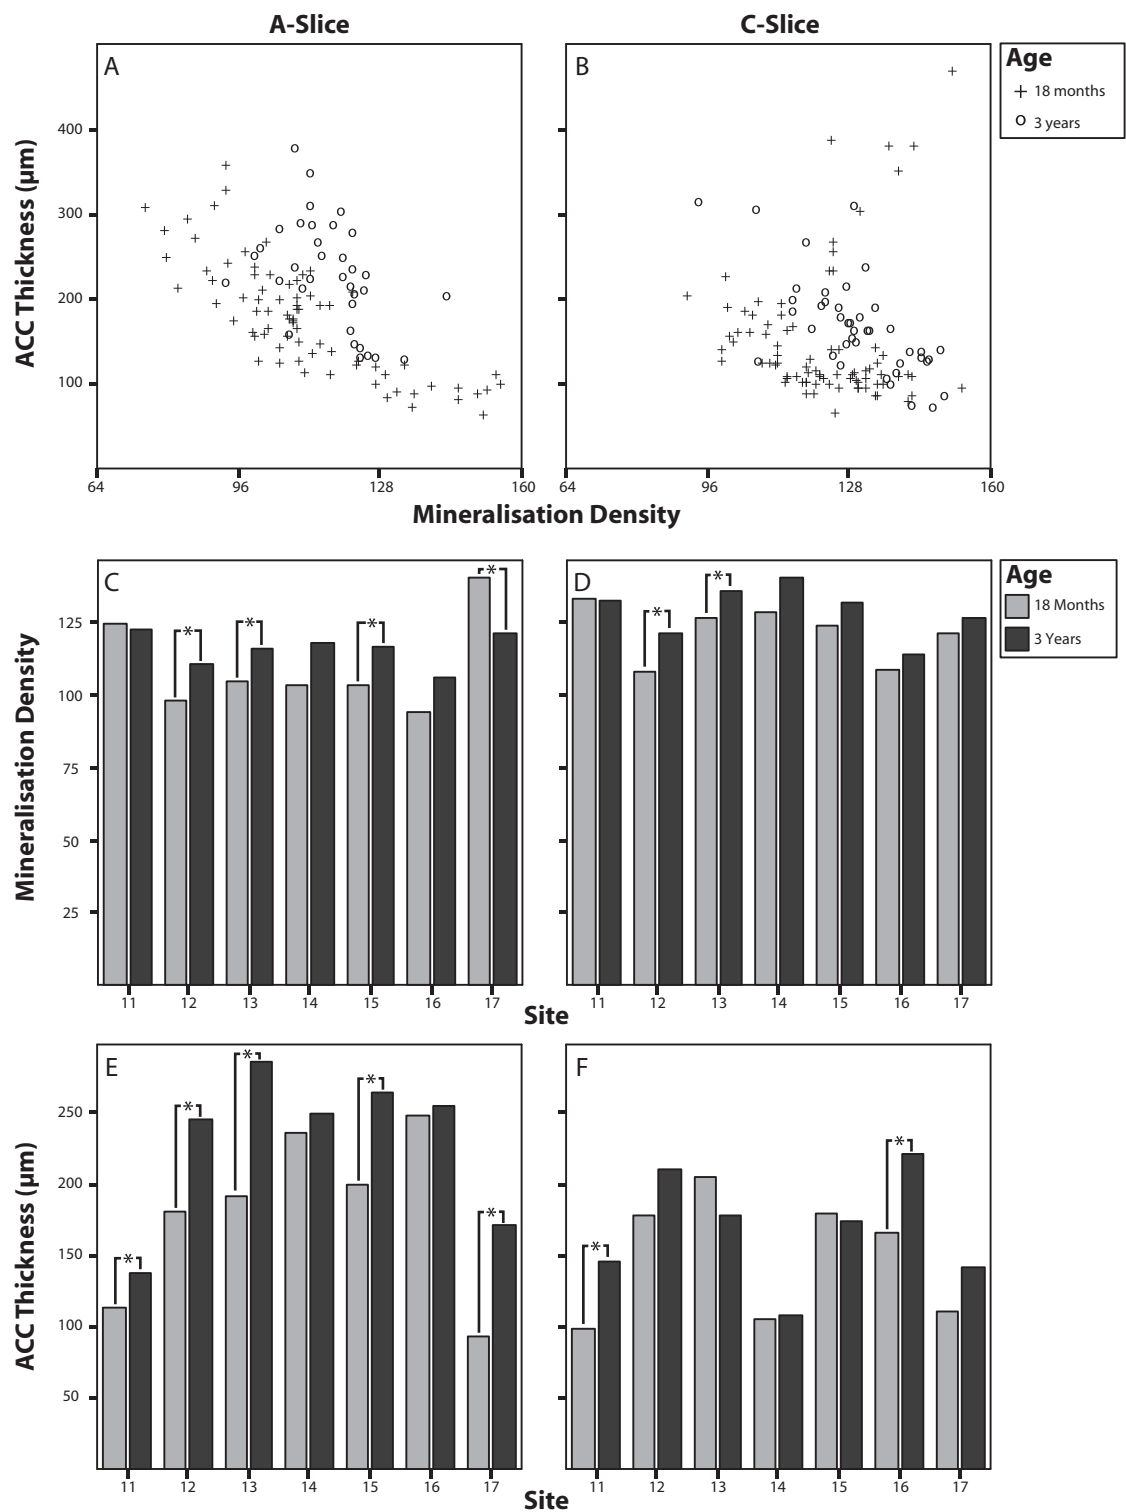 A-Slice
C-Slice
A
B
Age
+ 18 months
o 3 years
ACC Thickness (µm)
400
300
200
100
64 96 128 160
64 96 128 160
Mineralisation Density
C
D
Age
18 Months
3 Years
Mineralisation Density
125
100
75
50
25
* * * *
* *
11 12 13 14 15 16 17
11 12 13 14 15 16 17
Site
E
F
ACC Thickness (µm)
250
200
150
100
50
* * * * *
* *
11 12 13 14 15 16 17
11 12 13 14 15 16 17
Site